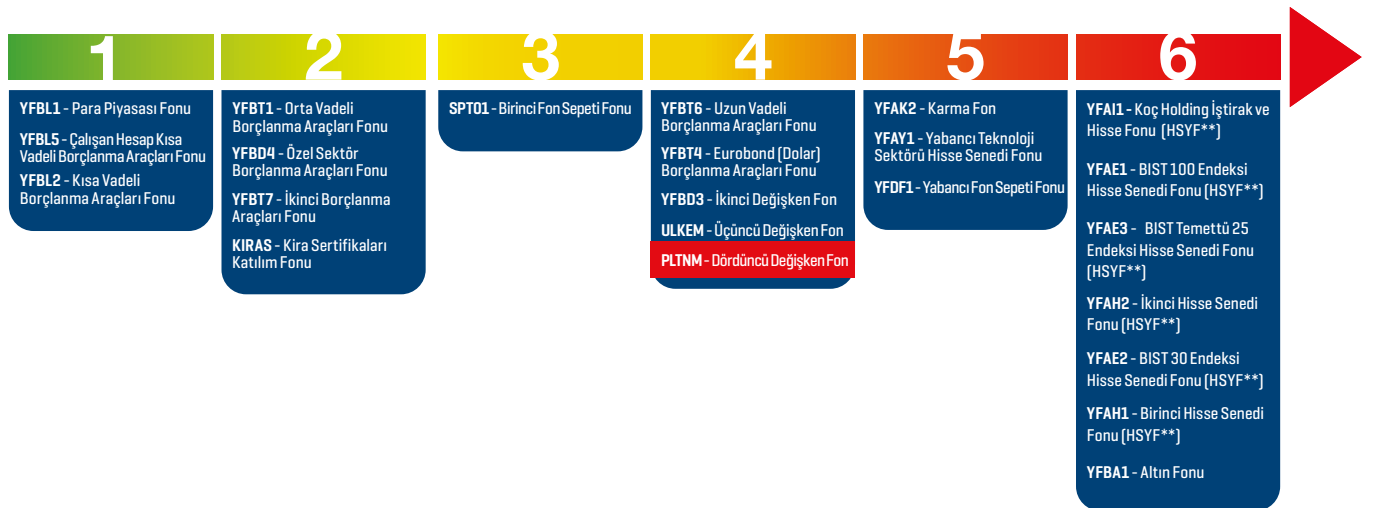 1
YFBL1 - Para Piyasası Fonu
YFBL5 - Çalışan Hesap Kısa
Vadeli Borçlanma Araçları Fonu
YFBL2 - Kısa Vadeli
Borçlanma Araçları Fonu
2
YFBT1 - Orta Vadeli
Borçlanma Araçları Fonu
YFBD4 - Özel Sektör
Borçlanma Araçları Fonu
YFBT7 - İkinci Borçlanma
Araçları Fonu
KIRAS - Kira Sertifikaları
Katılım Fonu
3
SPT01 - Birinci Fon Sepeti Fonu
4
YFBT6 - Uzun Vadeli
Borçlanma Araçları Fonu
YFBT4 - Eurobond (Dolar)
Borçlanma Araçları Fonu
YFBD3 - İkinci Değişken Fon
ULKEM - Üçüncü Değişken Fon
PLTNM - Dördüncü Değişken Fon
5
YFAK2 - Karma Fon
YFAY1 - Yabancı Teknoloji
Sektörü Hisse Senedi Fonu
YFDF1 - Yabancı Fon Sepeti Fonu
6
YFAI1 - Koç Holding İştirak ve
Hisse Fonu (HSYF**)
YFAE1 - BIST 100 Endeksi
Hisse Senedi Fonu (HSYF**)
YFAE3 - BIST Temettü 25
Endeksi Hisse Senedi Fonu
(HSYF**)
YFAH2 - İkinci Hisse Senedi
Fonu (HSYF**)
YFAE2 - BIST 30 Endeksi
Hisse Senedi Fonu (HSYF**)
YFAH1 - Birinci Hisse Senedi
Fonu (HSYF**)
YFBA1 - Altın Fonu